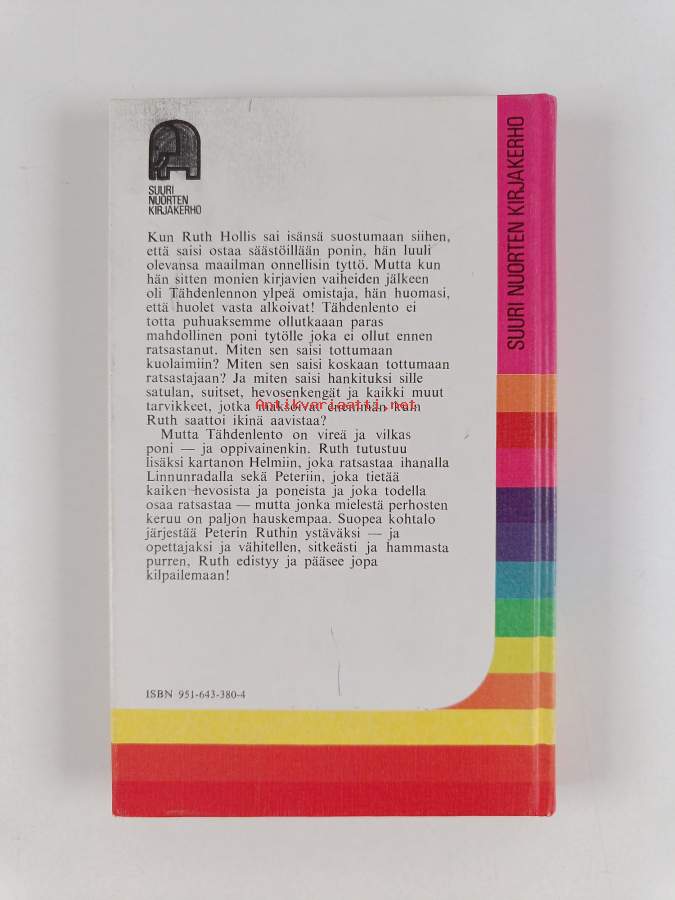 SUURI
NUORTEN
KIRJAKERHO
Kun Ruth Hollis sai isänsä suostumaan siihen,
että saisi ostaa säästöillään ponin, hän luuli
olevansa maailman onnellisin tyttö. Mutta kun
hän sitten monien kirjavien vaiheiden jälkeen
oli Tähdenlennon ylpeä omistaja, hän huomasi,
että huolet vasta alkoivat! Tähdenlento ei
totta puhuaksemme ollutkaaan paras
mahdollinen poni tytölle joka ei ollut ennen
ratsastanut. Miten sen saisi tottumaan
kuolaimiin? Miten sen saisi koskaan tottumaan
ratsastajaan? Ja miten saisi hankituksi sille
satulan, suitset, hevosenkengät ja kaikki muut
tarvikkeet, jotka maksoivat enemmän kuin
Antikvariaatti.net
Ruth saattoi ikinä aavistaa?
Mutta Tähdenlento on vireä ja vilkas
poni — ja oppivainenkin. Ruth tutustuu
lisäksi kartanon Helmiin, joka ratsastaa ihanalla
Linnunradalla sekä Peteriin, joka tietää
kaiken hevosista ja poneista ja joka todella
osaa ratsastaa — mutta jonka mielestä perhosten
keruu on paljon hauskempaa. Suopea kohtalo
järjestää Peterin Ruthin ystäväksi — ja
opettajaksi ja vähitellen, sitkeästi ja hammasta
purren, Ruth edistyy ja pääsee jopa
kilpailemaan!
ISBN 951-643-380-4
SUURI NUORTEN KIRJAKERHO